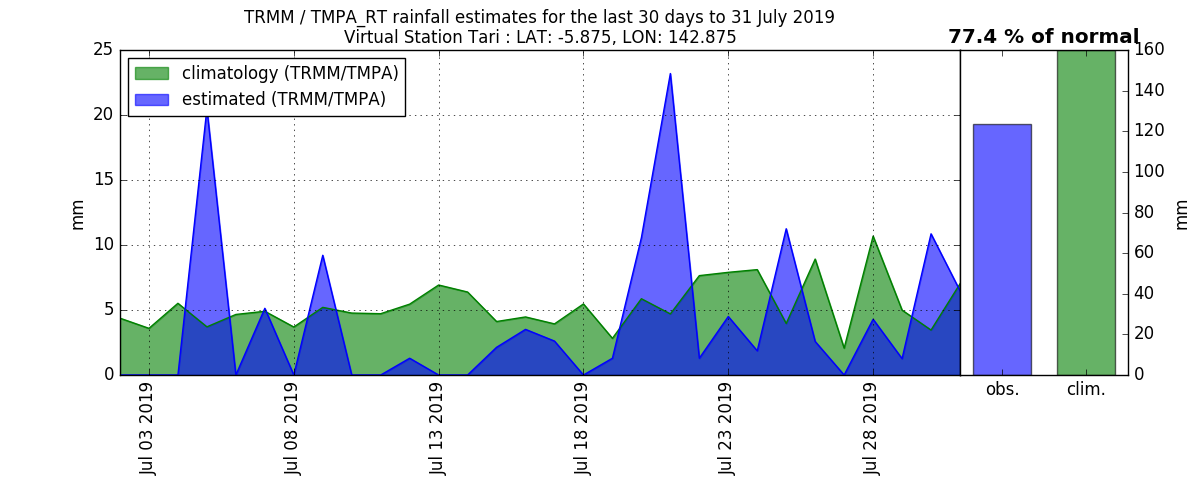 TRMM / TMPA_RT rainfall estimates for the last 30 days to 31 July 2019
Virtual Station Tari : LAT: -5.875, LON: 142.875
77.4 % of normal
climatology (TRMM/TMPA)
estimated (TRMM/TMPA)
mm
25
20
15
10
5
0
Jul 03 2019
Jul 08 2019
Jul 13 2019
Jul 18 2019
Jul 23 2019
Jul 28 2019
obs.
clim.
160
140
120
100
80
60
40
20
0
mm